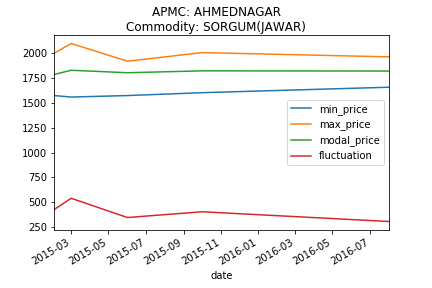 APMC: AHMEDNAGAR
Commodity: SORGUM(JAWAR)
2000
1750
1500
1250
1000
750
500
250
min_price
max_price
modal_price
fluctuation
2015-03
2015-05
2015-07
2015-09
2015-11
2016-01
2016-03
2016-05
2016-07
date